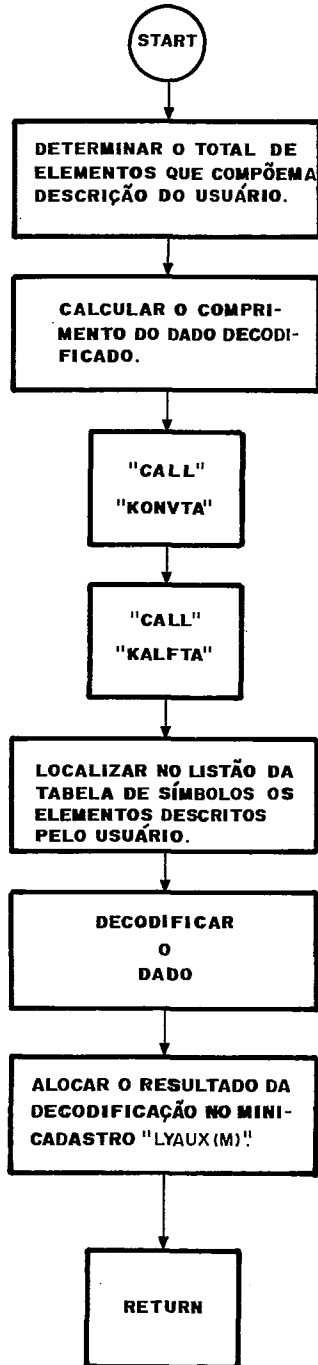 START
DETERMINAR O TOTAL DE
ELEMENTOS QUE COMPÕEMA
DESCRIÇÃO DO USUÁRIO.
CALCULAR O COMPRI-
MENTO DO DADO DECODI-
FICADO.
"CALL"
"KONVTA"
"CALL"
"KALFTA"
LOCALIZAR NO LISTÃO DA
TABELA DE SÍMBOLOS OS
ELEMENTOS DESCRITOS
PELO USUÁRIO.
DECODIFICAR
O
DADO
ALOCAR O RESULTADO DA
DECODIFICAÇÃO NO MINI-
CADASTRO "LYAUX(M)".
RETURN